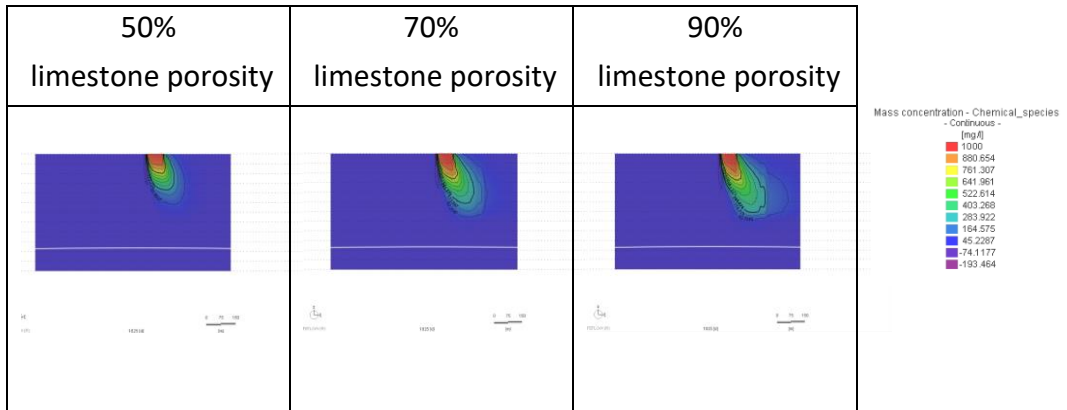 50%
limestone porosity
70%
limestone porosity
90%
limestone porosity
Mass concentration - Chemical_species
- Continuous -
[mg/l]
1000
880.654
761.307
641.961
522.614
403.268
283.922
164.575
45.2287
-74.1177
-193.464